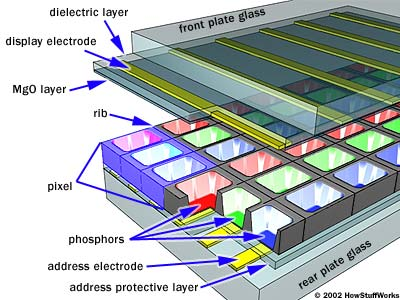 dielectric layer
front plate glass
display electrode
MgO layer
rib
pixel
phosphors
address electrode
rear plate glass
address protective layer
© 2002 HowStuffWorks